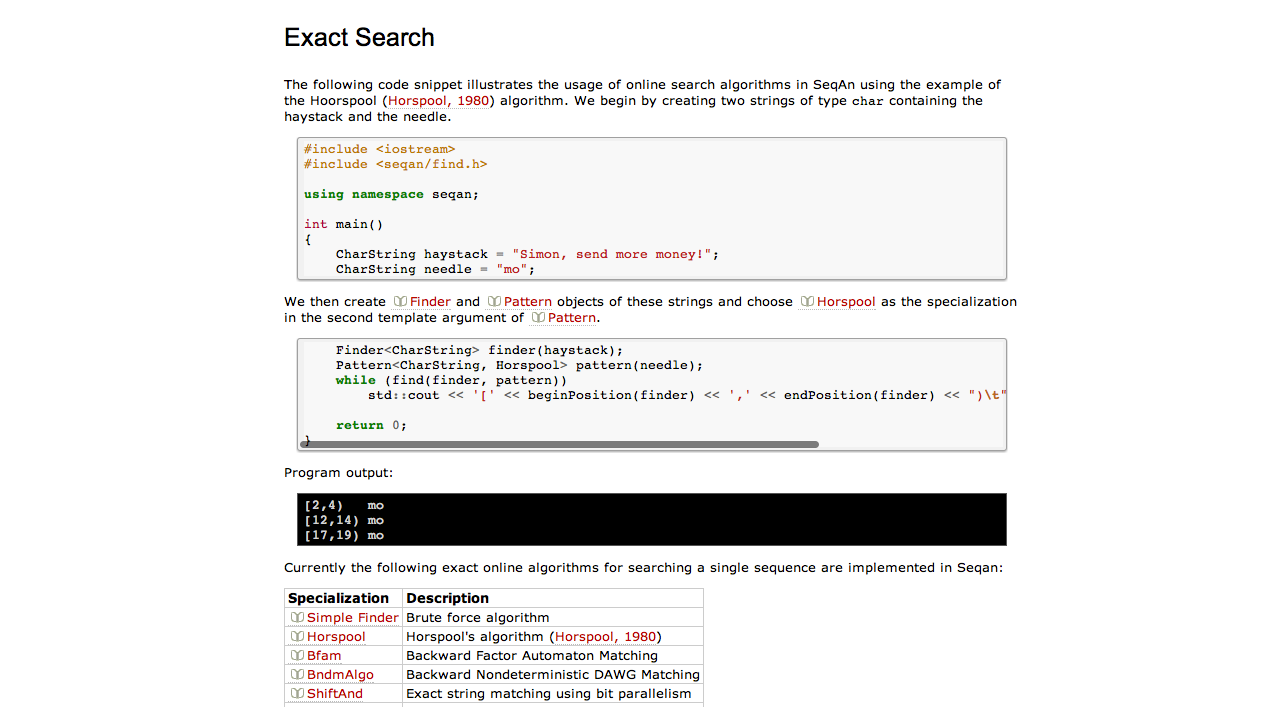 Exact Search
The following code snippet illustrates the usage of online search algorithms in SeqAn using the example of
the Hoorspool (Horspool, 1980) algorithm. We begin by creating two strings of type char containing the
haystack and the needle.
#include <iostream>
#include <seqan/find.h>
using namespace seqan;
int main()
{
    CharString haystack = "Simon, send more money!";
    CharString needle = "mo";
We then create Finder and Pattern objects of these strings and choose Horspool as the specialization
in the second template argument of Pattern.
    Finder<CharString> finder(haystack);
    Pattern<CharString, Horspool> pattern(needle);
    while (find(finder, pattern))
        std::cout << '[' << beginPosition(finder) << ',' << endPosition(finder) << ")\t"
    return 0;
}
Program output:
[2,4)   mo
[12,14) mo
[17,19) mo
Currently the following exact online algorithms for searching a single sequence are implemented in Seqan:
Specialization Description
Simple Finder Brute force algorithm
Horspool Horspool's algorithm (Horspool, 1980)
Bfam Backward Factor Automaton Matching
BndmAlgo Backward Nondeterministic DAWG Matching
ShiftAnd Exact string matching using bit parallelism